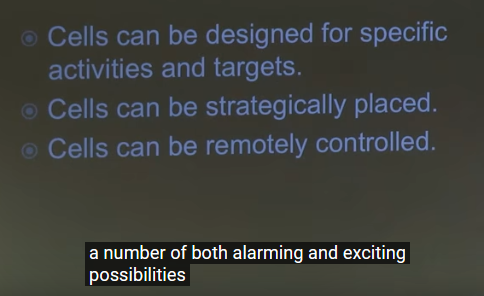 Cells can be designed for specific
activities and targets.
Cells can be strategically placed.
Cells can be remotely controlled.
a number of both alarming and exciting
possibilities